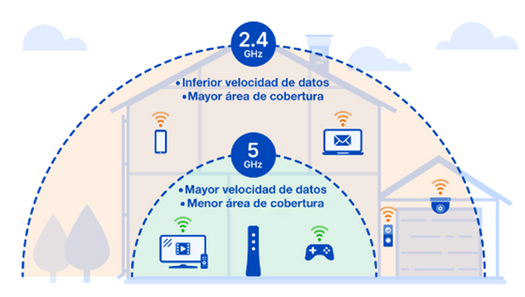 2.4
GHz
•Inferior velocidad de datos
•Mayor área de cobertura
5
GHz
•Mayor velocidad de datos
•Menor área de cobertura